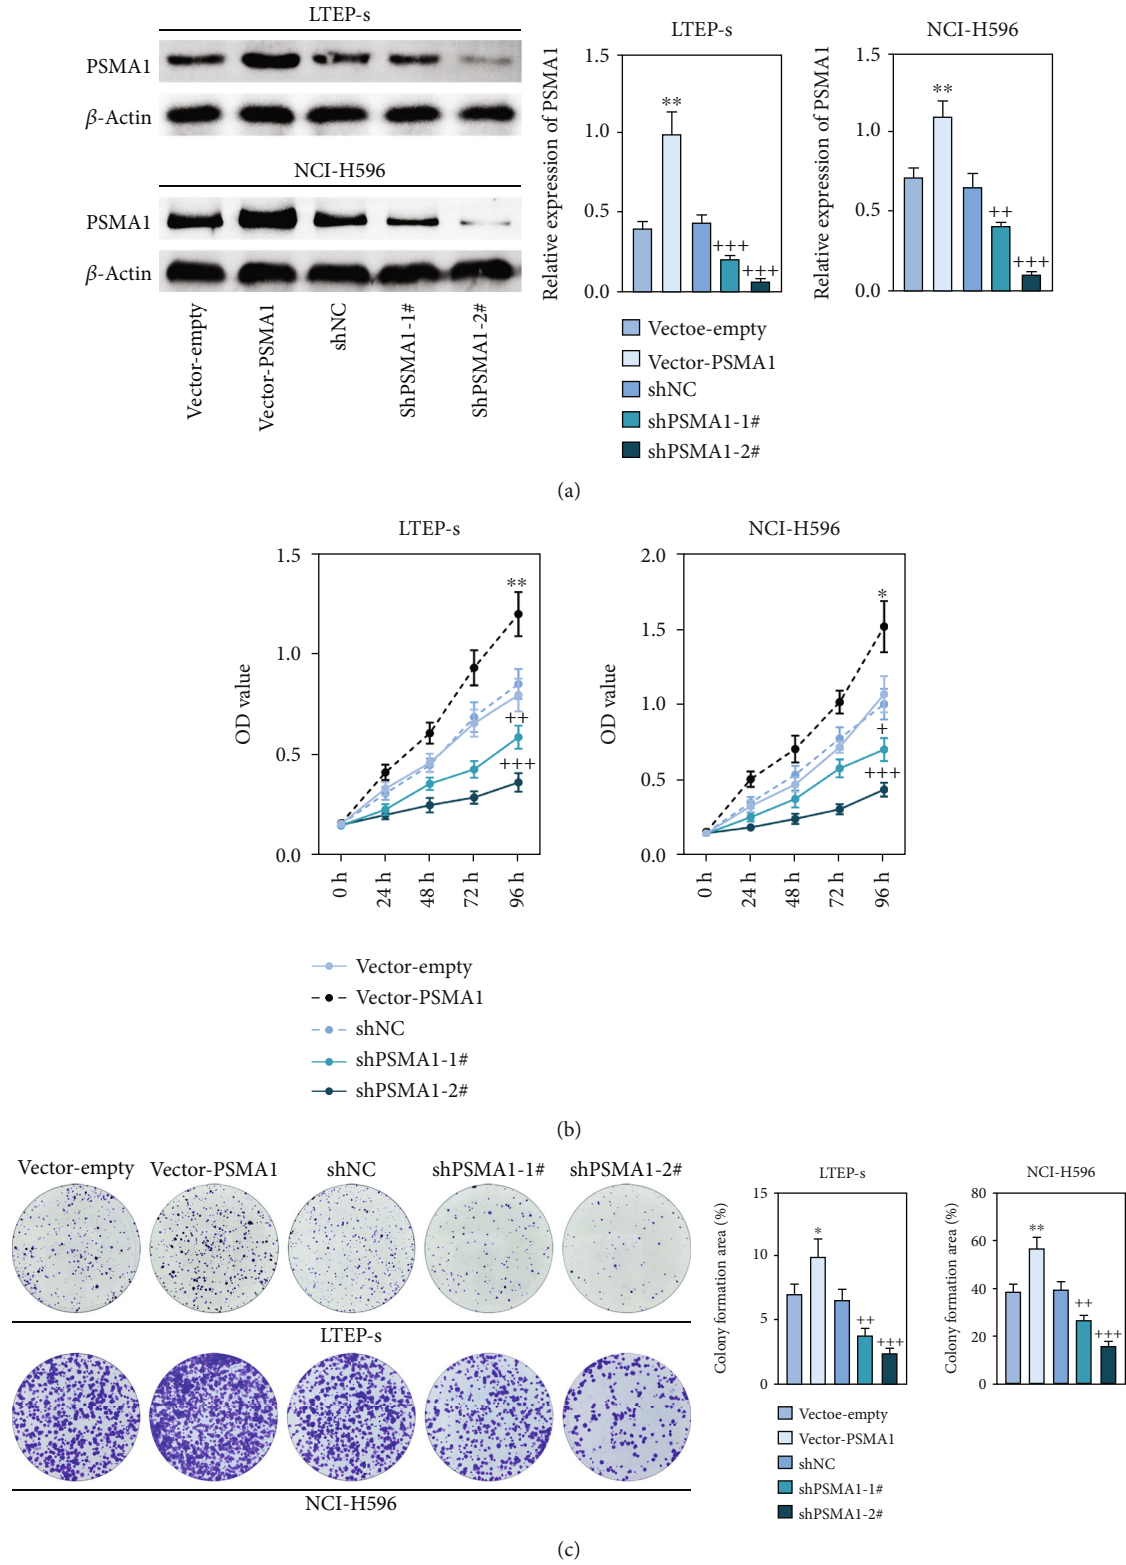 LTEP-s
PSMA1
β-Actin
NCI-H596
PSMA1
β-Actin
Vector-empty
Vector-PSMA1
shNC
ShPSMA1-1#
ShPSMA1-2#
LTEP-s
Relative expression of PSMA1
1.5
1.0
0.5
0.0
**
+++
+++
NCI-H596
Relative expression of PSMA1
1.5
1.0
0.5
0.0
**
++
+++
Vectoe-empty
Vector-PSMA1
shNC
shPSMA1-1#
shPSMA1-2#
(a)
LTEP-s
OD value
1.5
1.0
0.5
0.0
**
++
+++
0 h
24 h
48 h
72 h
96 h
NCI-H596
OD value
2.0
1.5
1.0
0.5
0.0
*
+
+++
0 h
24 h
48 h
72 h
96 h
Vector-empty
Vector-PSMA1
shNC
shPSMA1-1#
shPSMA1-2#
(b)
Vector-empty
Vector-PSMA1
shNC
shPSMA1-1#
shPSMA1-2#
LTEP-s
NCI-H596
LTEP-s
Colony formation area (%)
15
10
5
0
*
++
+++
NCI-H596
Colony formation area (%)
80
60
40
20
0
**
++
+++
Vectoe-empty
Vector-PSMA1
shNC
shPSMA1-1#
shPSMA1-2#
(c)